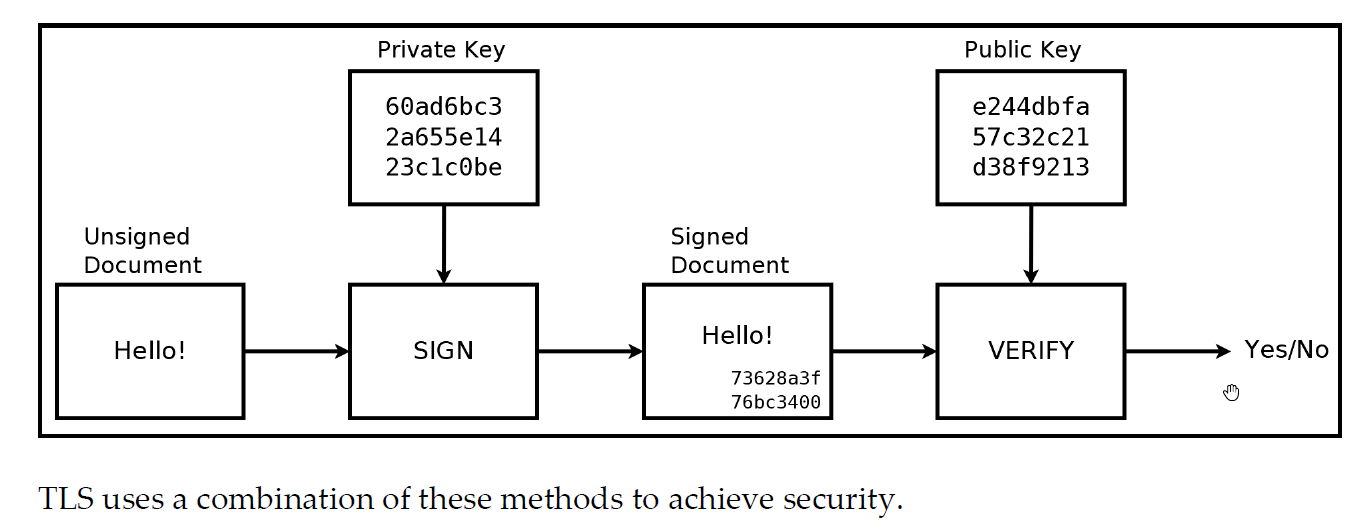 Private Key
Public Key
60ad6bc3
2a655e14
23c1c0be
e244dbfa
57c32c21
d38f9213
Unsigned
Document
Signed
Document
Hello!
SIGN
Hello!
73628a3f
76bc3400
VERIFY
Yes/No
TLS uses a combination of these methods to achieve security.